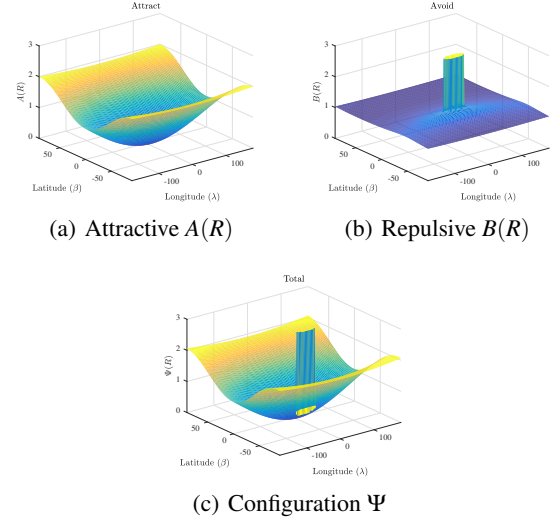 Attract
3
2
1
0
A(R)
50
0
-50
-100
0
100
Latitude (β)
Longitude (λ)
(a) Attractive A(R)
Avoid
3
2
1
0
B(R)
50
0
-50
-100
0
100
Latitude (β)
Longitude (λ)
(b) Repulsive B(R)
Total
3
2
1
0
Ψ(R)
50
0
-50
-100
0
100
Latitude (β)
Longitude (λ)
(c) Configuration Ψ